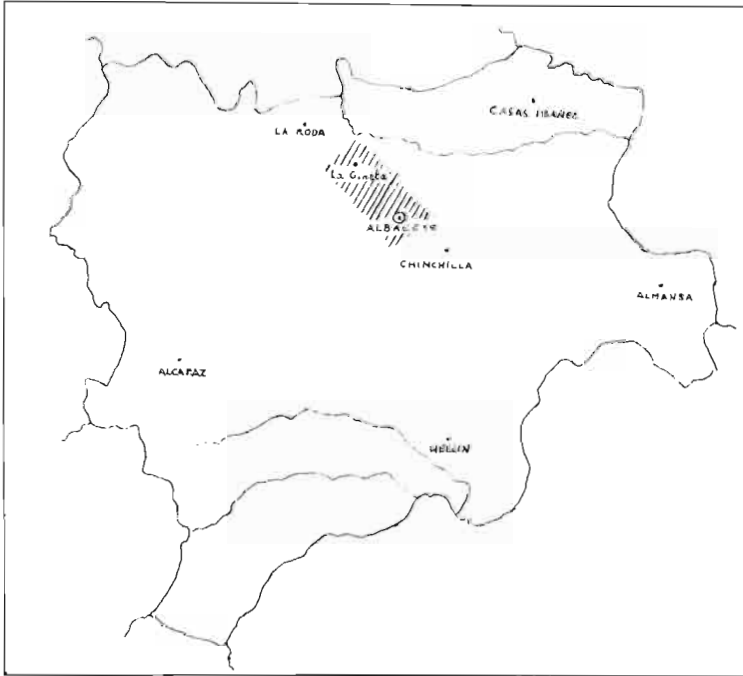 CASAS IBAÑEZ
LA RODA
La Gineta
ALBACETE
CHINCHILLA
ALMANSA
ALCARAZ
HELLIN